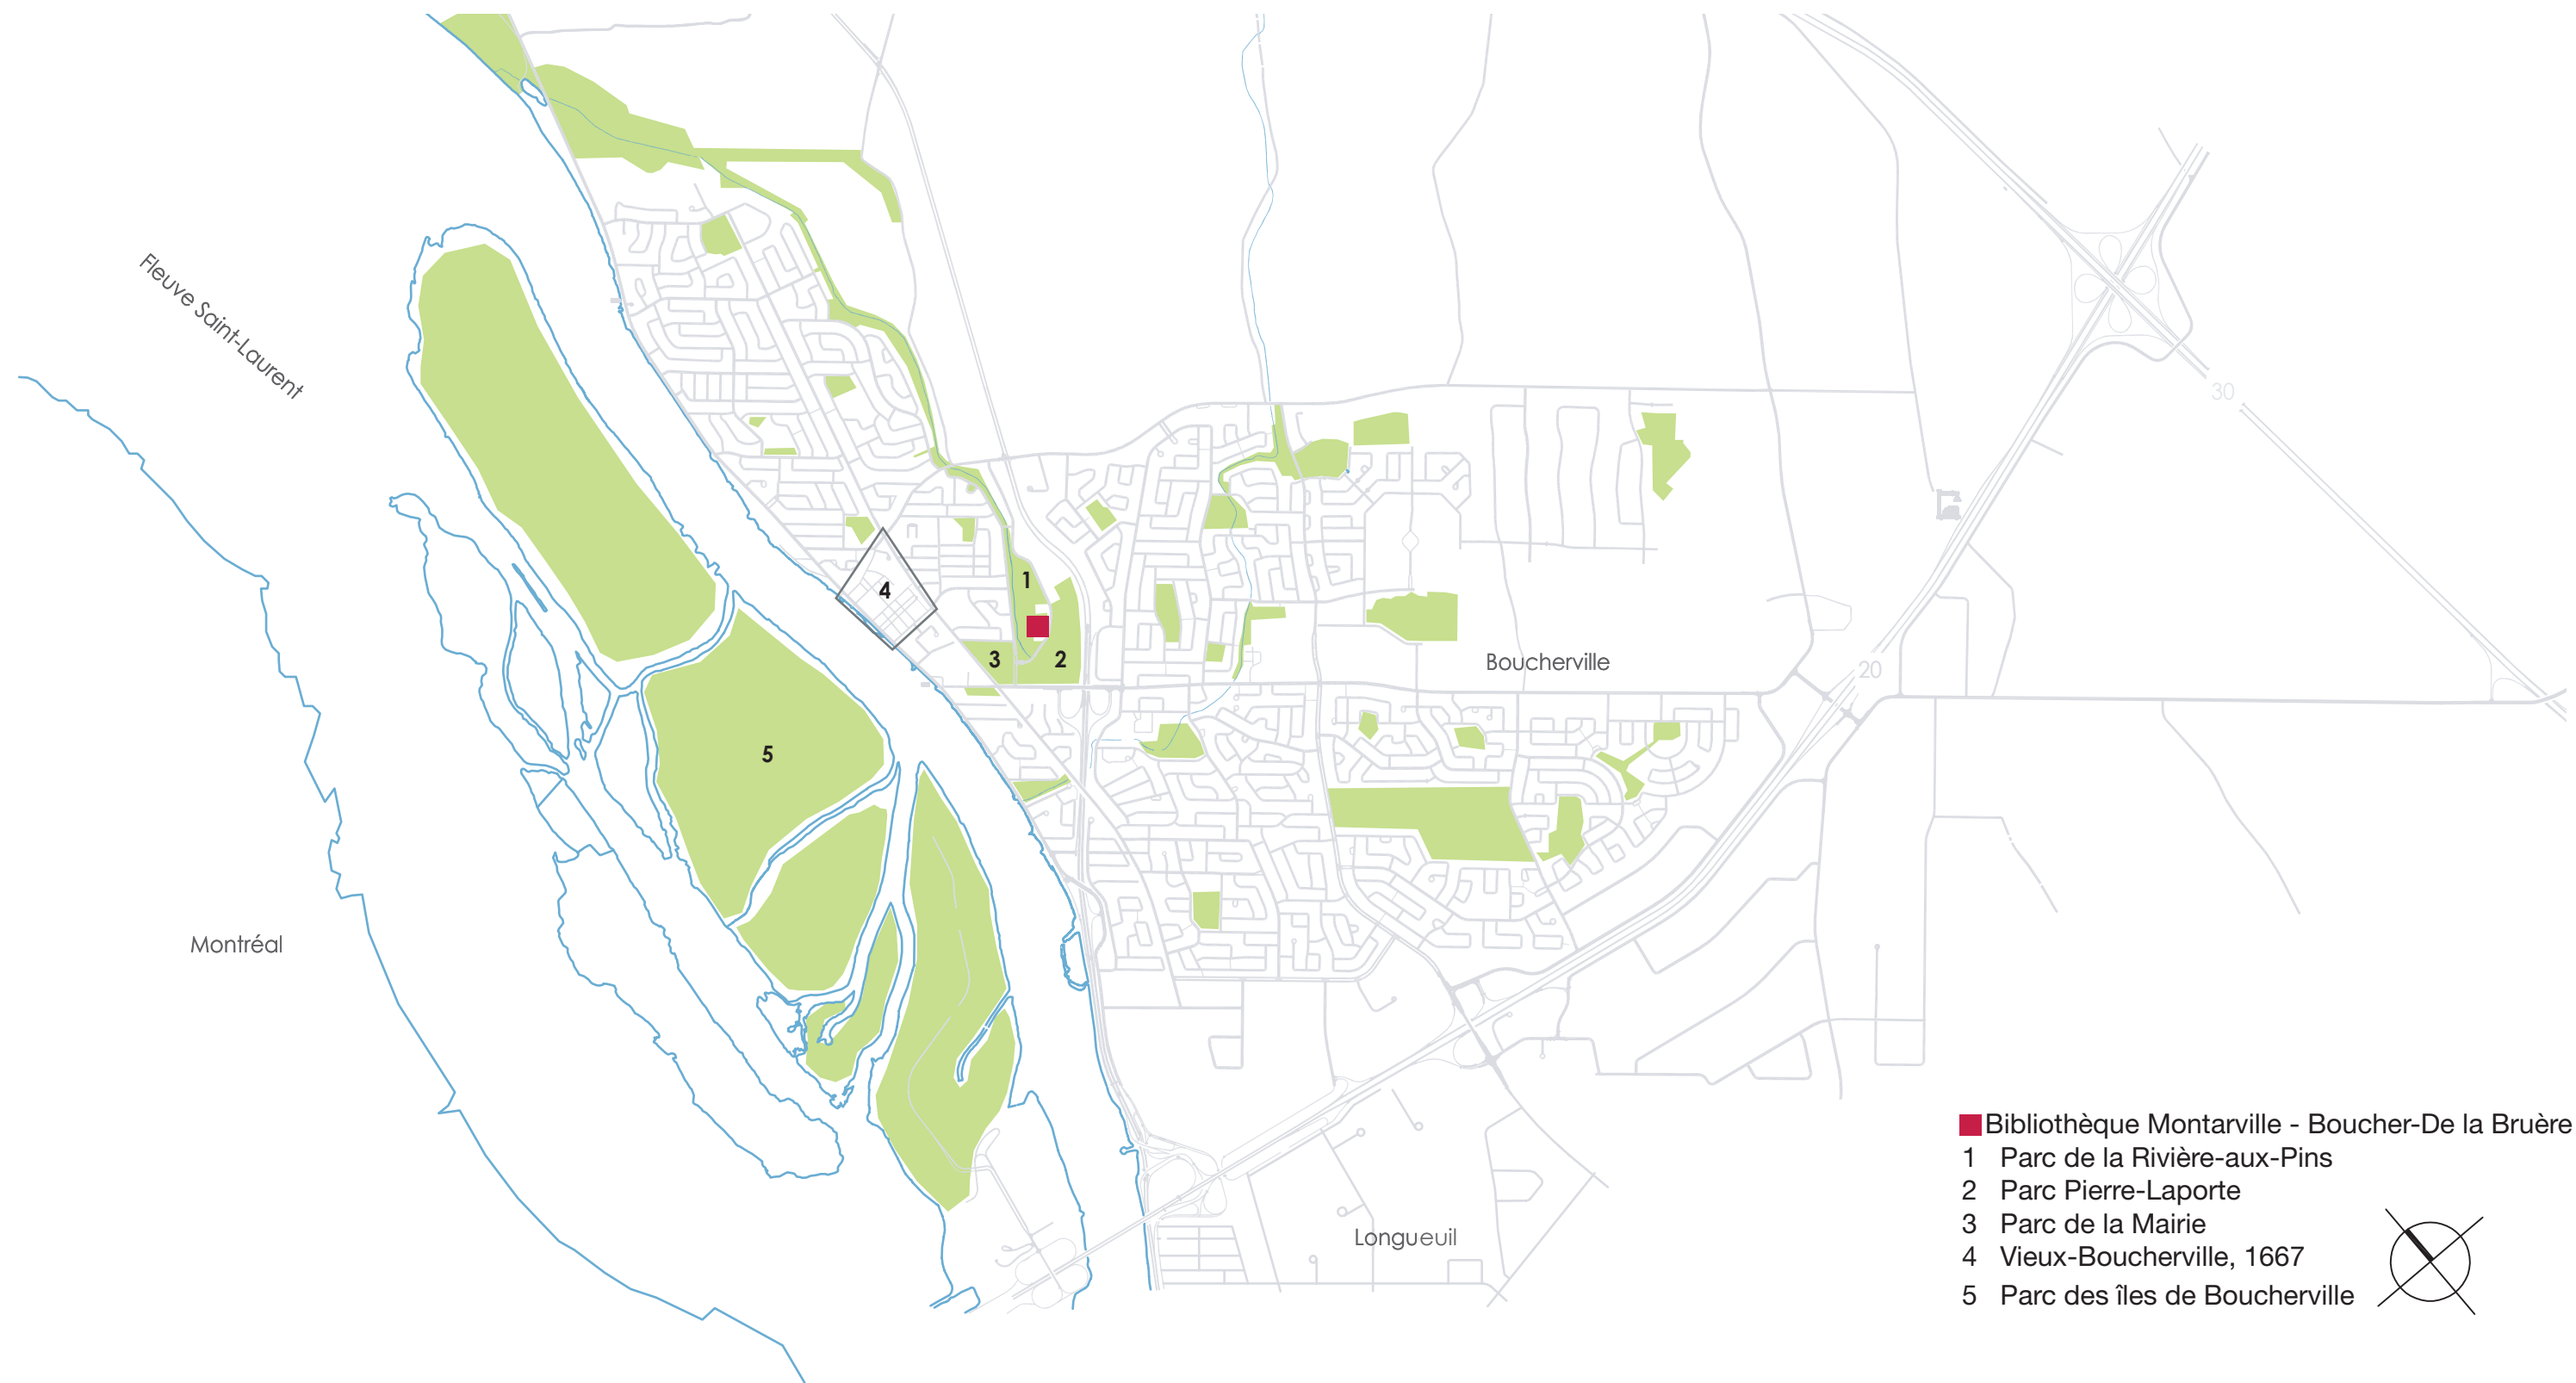 Fleuve Saint-Laurent
30
1
4
3
2
Boucherville
20
5
Montréal
Longueuil
Bibliothèque Montarville - Boucher-De la Bruère
1 Parc de la Rivière-aux-Pins
2 Parc Pierre-Laporte
3 Parc de la Mairie
4 Vieux-Boucherville, 1667
5 Parc des îles de Boucherville